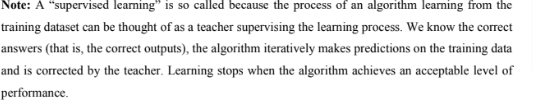 Note: A “supervised learning” is so called because the process of an algorithm learning from the
training dataset can be thought of as a teacher supervising the learning process. We know the correct
answers (that is, the correct outputs), the algorithm iteratively makes predictions on the training data
and is corrected by the teacher. Learning stops when the algorithm achieves an acceptable level of
performance.